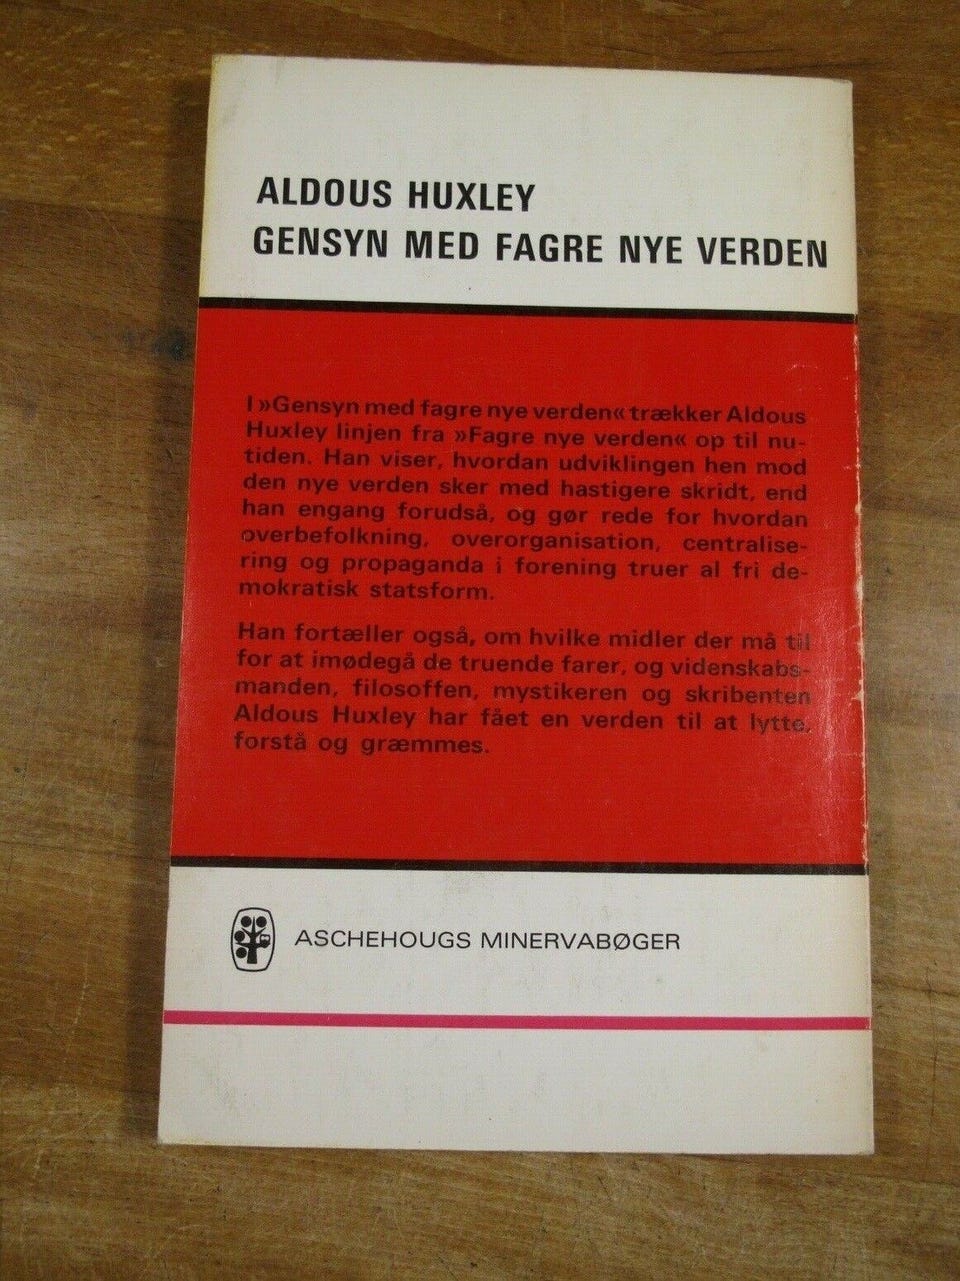 ALDOUS HUXLEY
GENSYN MED FAGRE NYE VERDEN
I »Gensyn med fagre nye verden« trækker Aldous
Huxley linjen fra »Fagre nye verden« op til nu-
tiden. Han viser, hvordan udviklingen hen mod
den nye verden sker med hastigere skridt, end
han engang forudså, og gør rede for hvordan
overbefolkning, overorganisation, centralise-
ring og propaganda i forening truer al fri de-
mokratisk statsform.
Han fortæller også, om hvilke midler der må til
for at imødegå de truende farer, og videnskabs-
manden, filosoffen, mystikeren og skribenten
Aldous Huxley har fået en verden til at lytte,
forstå og græmmes.
ASCHEHOUGS MINERVABØGER